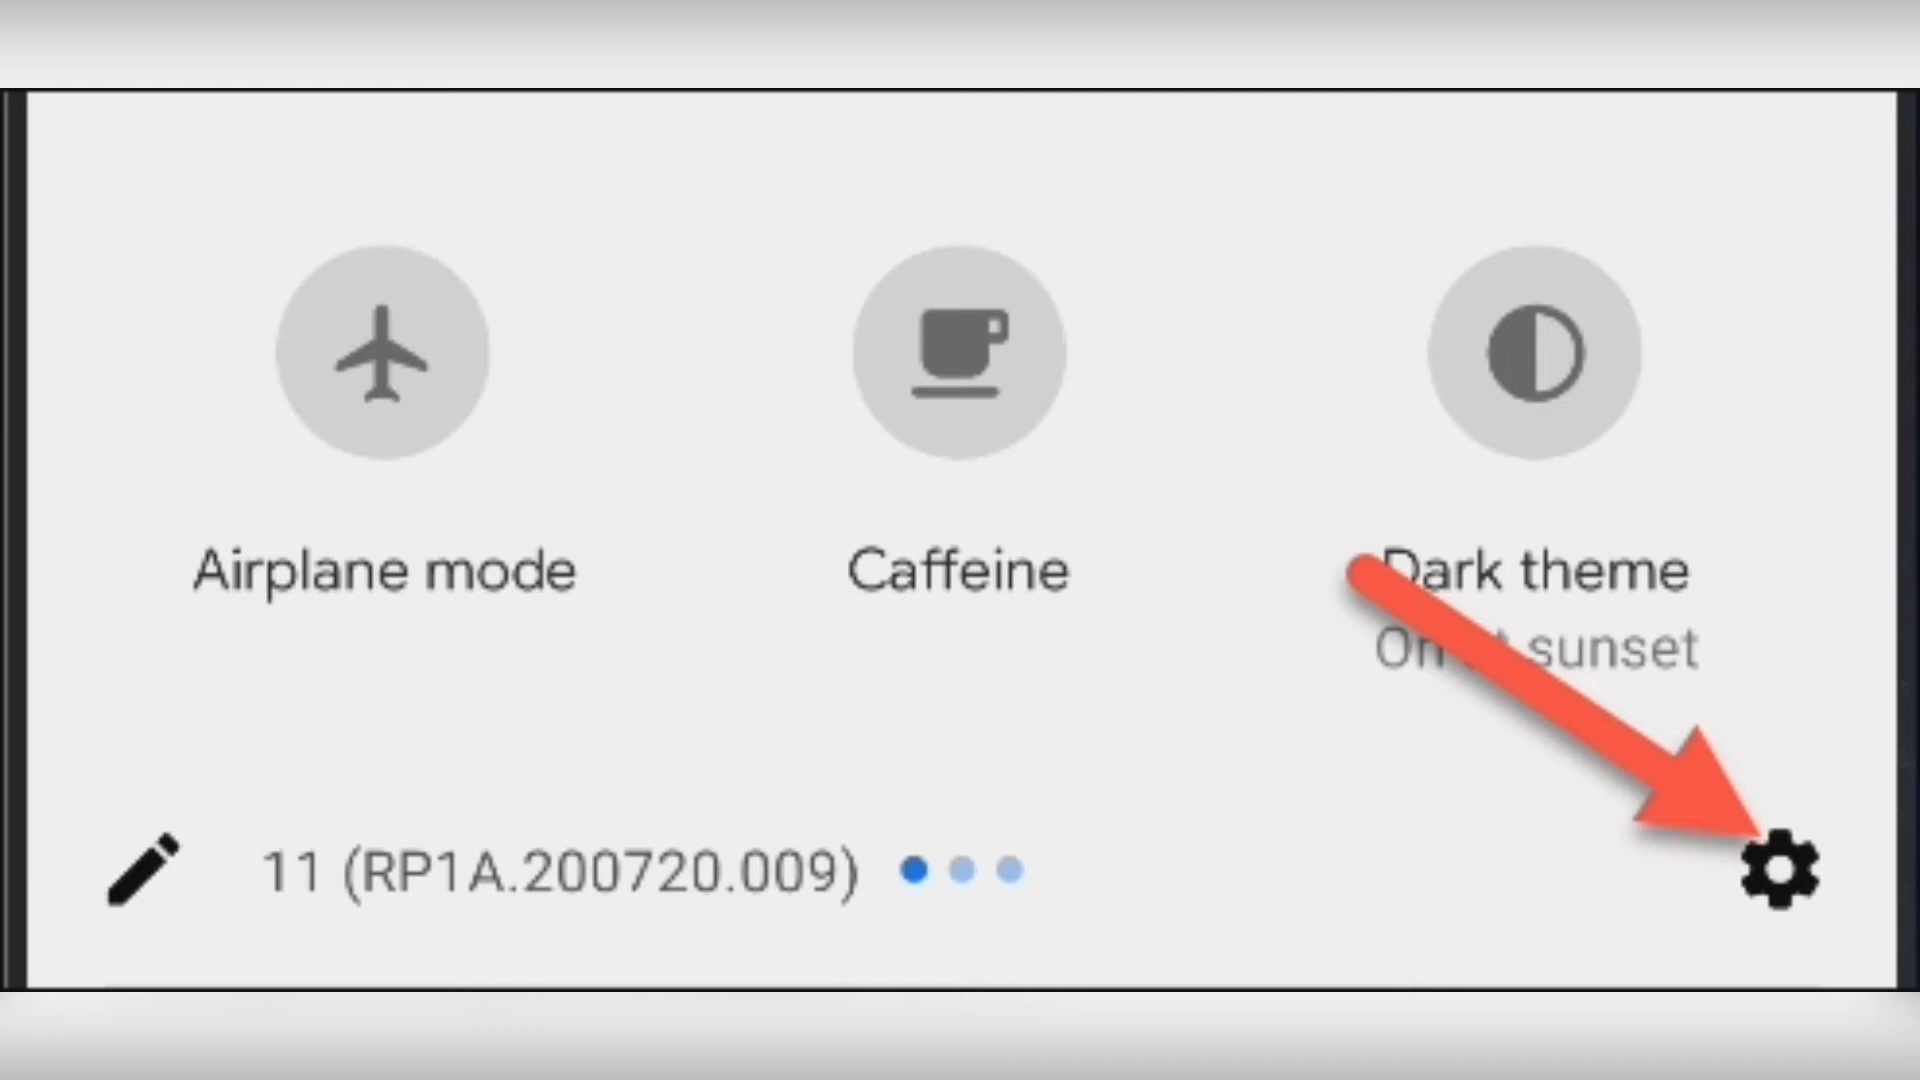 Airplane mode
Caffeine
Dark theme
sunset
11 (RP1A.200720.009)